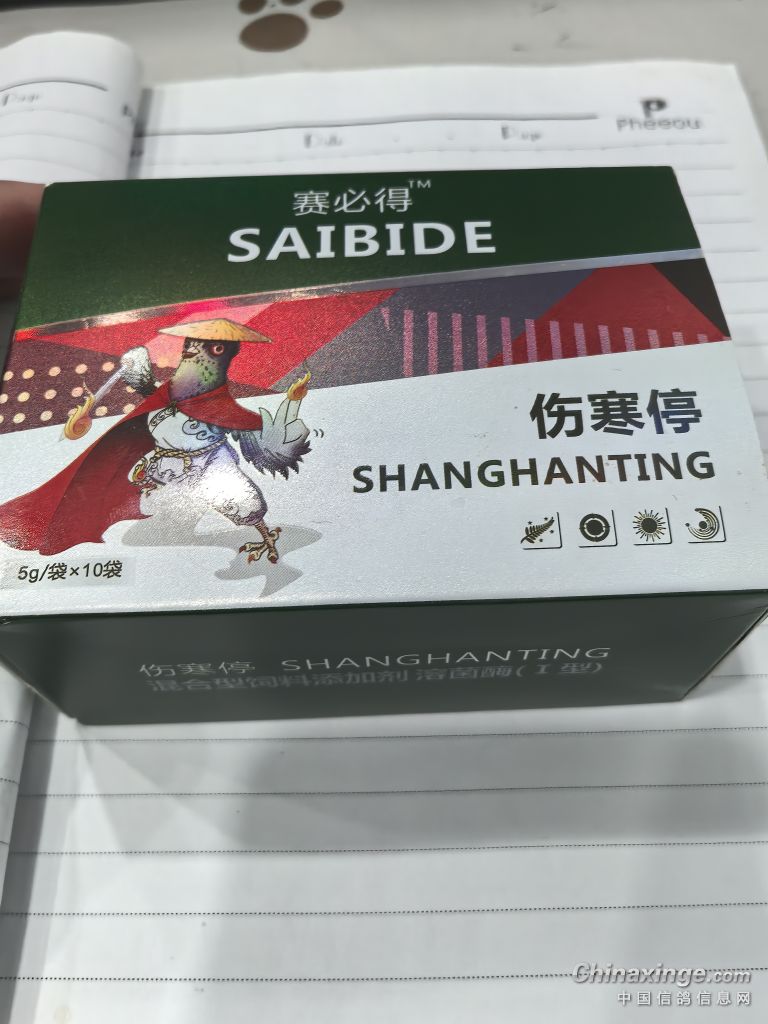 Pheeou
赛必得™
SAIBIDE
伤寒停
SHANGHANTING
5g/袋×10袋
伤寒停 SHANGHANTING
混合型饲料添加剂 溶菌酶(I型)
Chinaxinge.com
中国信鸽信息网